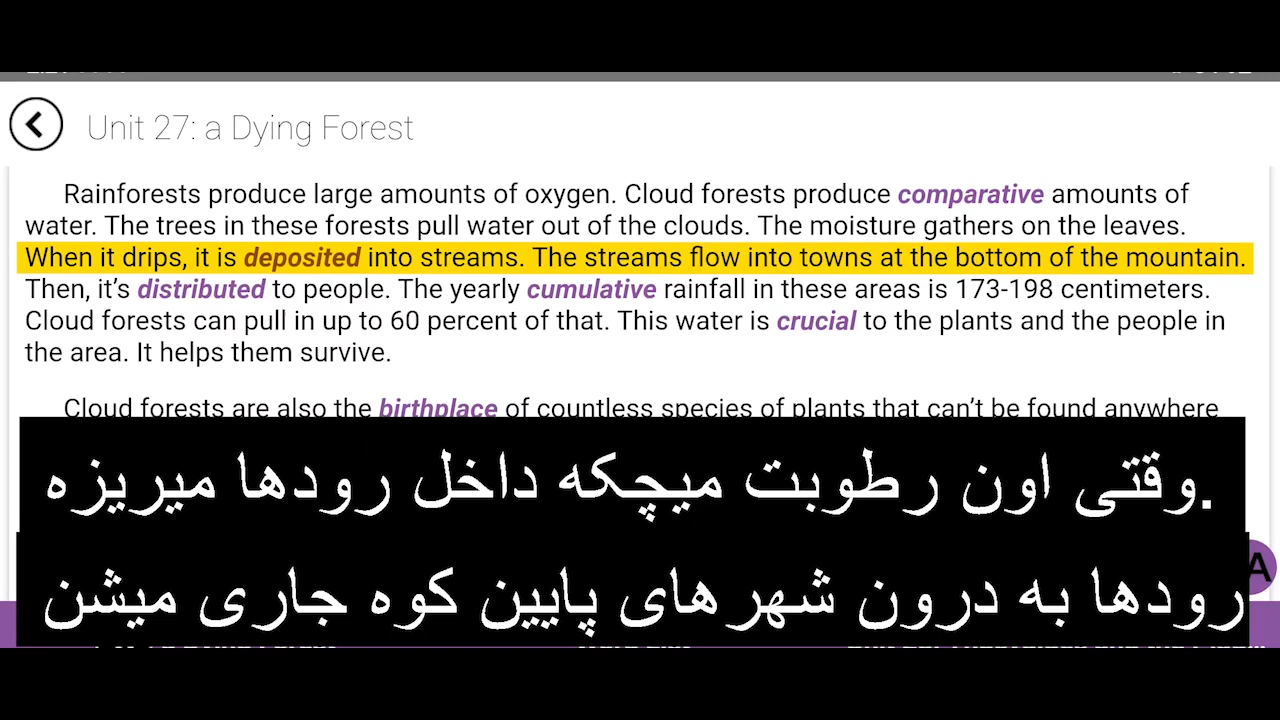 Unit 27: a Dying Forest
Rainforests produce large amounts of oxygen. Cloud forests produce comparative amounts of
water. The trees in these forests pull water out of the clouds. The moisture gathers on the leaves.
When it drips, it is deposited into streams. The streams flow into towns at the bottom of the mountain.
Then, it’s distributed to people. The yearly cumulative rainfall in these areas is 173-198 centimeters.
Cloud forests can pull in up to 60 percent of that. This water is crucial to the plants and the people in
the area. It helps them survive.
Cloud forests are also the birthplace of countless species of plants that can’t be found anywhere
وقتی اون رطوبت میچکه داخل رودها میریزه.
رودها به درون شهرهای پایین کوه جاری میشن
A